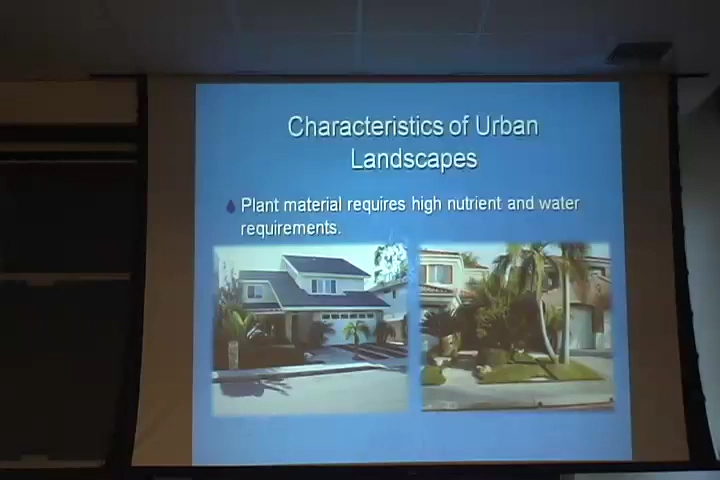 Characteristics of Urban
Landscapes
Plant material requires high nutrient and water
requirements.